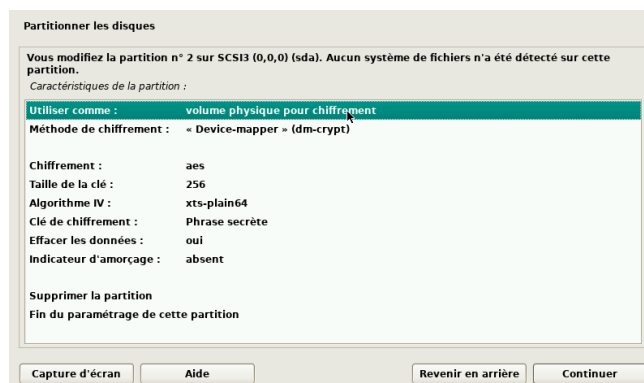 Partitionner les disques
Vous modifiez la partition n° 2 sur SCSI3 (0,0,0) (sda). Aucun système de fichiers n'a été détecté sur cette
partition.
Caractéristiques de la partition :
Utiliser comme : volume physique pour chiffrement
Méthode de chiffrement : « Device-mapper » (dm-crypt)
Chiffrement : aes
Taille de la clé : 256
Algorithme IV : xts-plain64
Clé de chiffrement : Phrase secrète
Effacer les données : oui
Indicateur d'amorçage : absent
Supprimer la partition
Fin du paramétrage de cette partition
Capture d'écran Aide Revenir en arrière Continuer